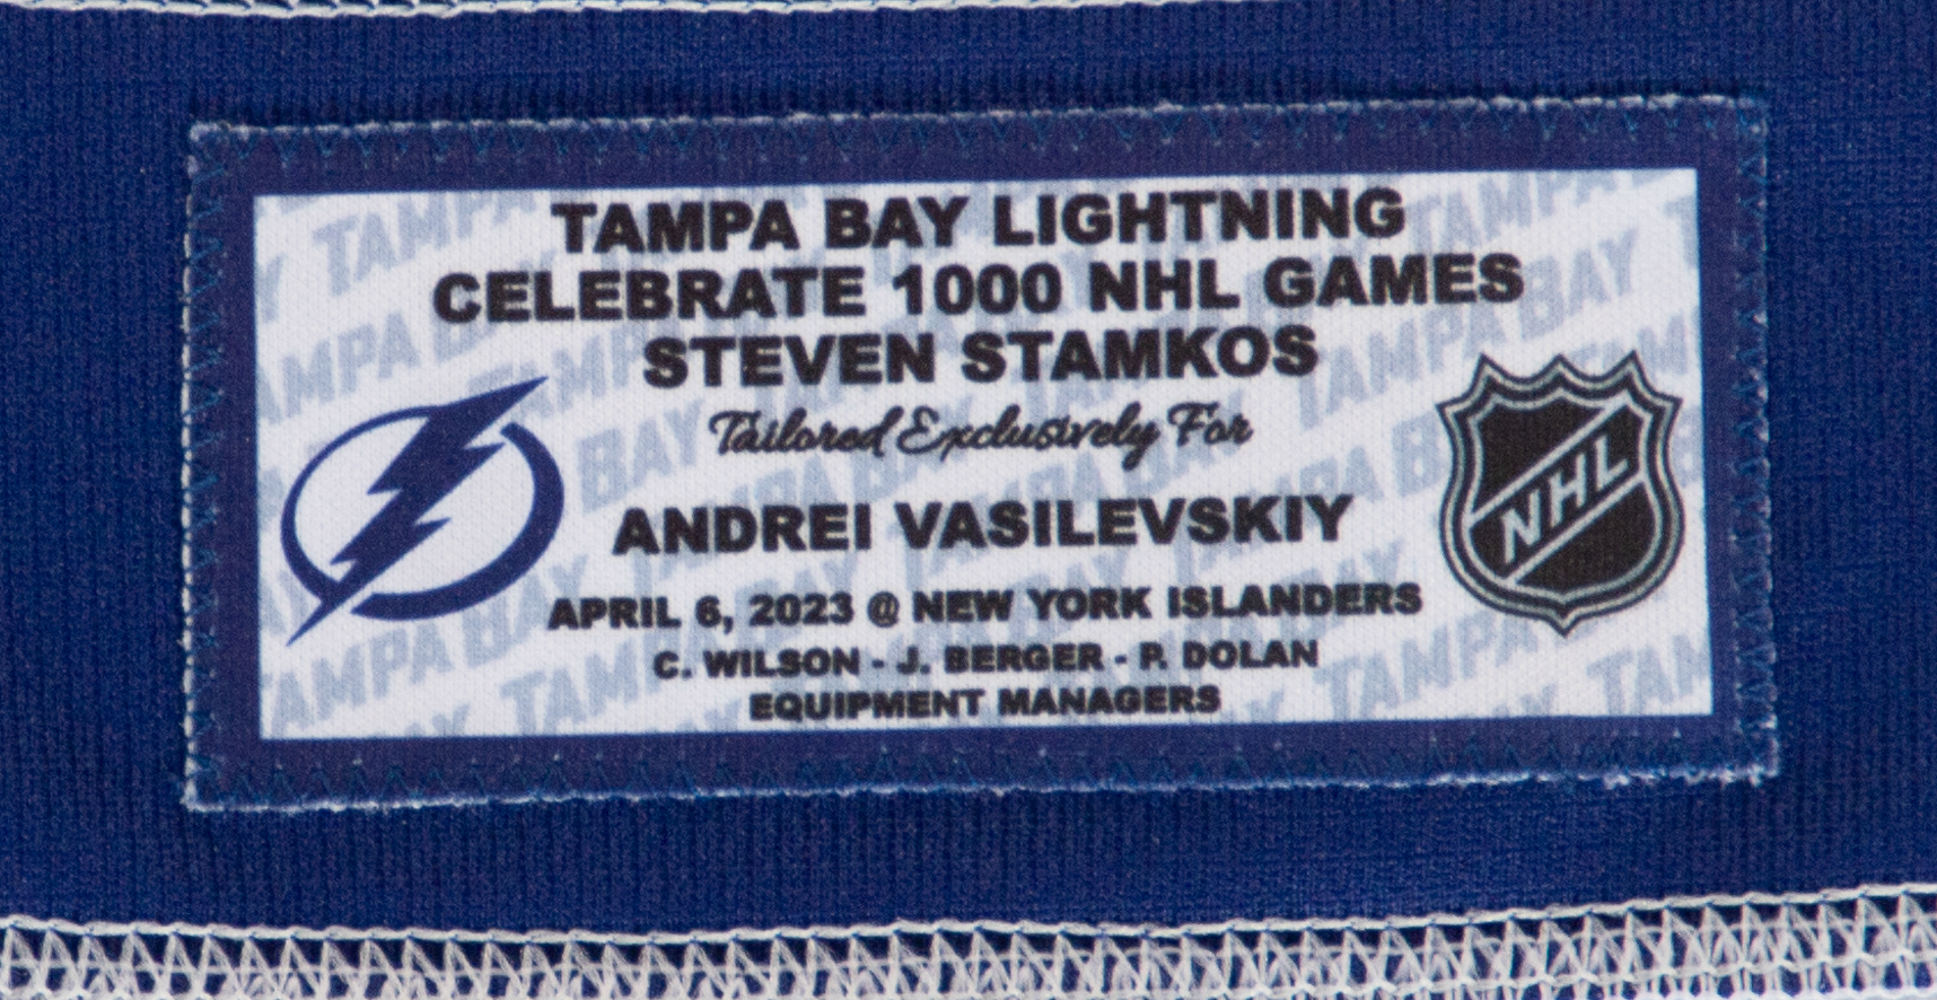 TAMPA BAY LIGHTNING
CELEBRATE 1000 NHL GAMES
STEVEN STAMKOS
Tailored Exclusively For
ANDREI VASILEVSKIY
APRIL 6, 2023 @ NEW YORK ISLANDERS
C. WILSON - J. BERGER - P. DOLAN
EQUIPMENT MANAGERS
NHL